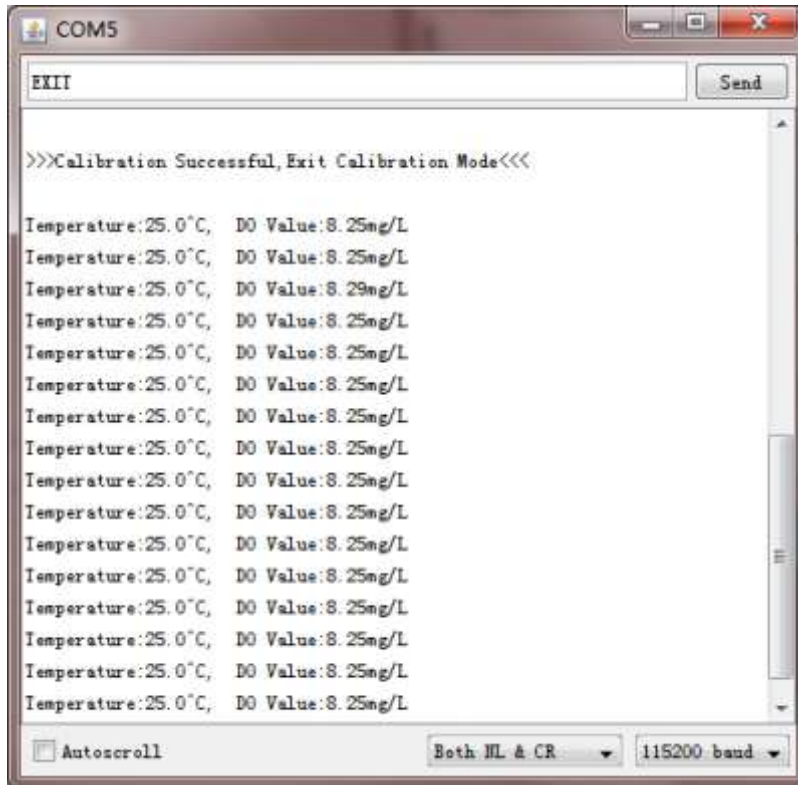 COM5
EXIT
Send
>>>Calibration Successful,Exit Calibration Mode<<<
Temperature:25.0^C, DO Value:8.25mg/L
Temperature:25.0^C, DO Value:8.25mg/L
Temperature:25.0^C, DO Value:8.29mg/L
Temperature:25.0^C, DO Value:8.25mg/L
Temperature:25.0^C, DO Value:8.25mg/L
Temperature:25.0^C, DO Value:8.25mg/L
Temperature:25.0^C, DO Value:8.25mg/L
Temperature:25.0^C, DO Value:8.25mg/L
Temperature:25.0^C, DO Value:8.25mg/L
Temperature:25.0^C, DO Value:8.25mg/L
Temperature:25.0^C, DO Value:8.25mg/L
Temperature:25.0^C, DO Value:8.25mg/L
Temperature:25.0^C, DO Value:8.25mg/L
Temperature:25.0^C, DO Value:8.25mg/L
Temperature:25.0^C, DO Value:8.25mg/L
Temperature:25.0^C, DO Value:8.25mg/L
Autoscroll Both NL & CR 115200 baud